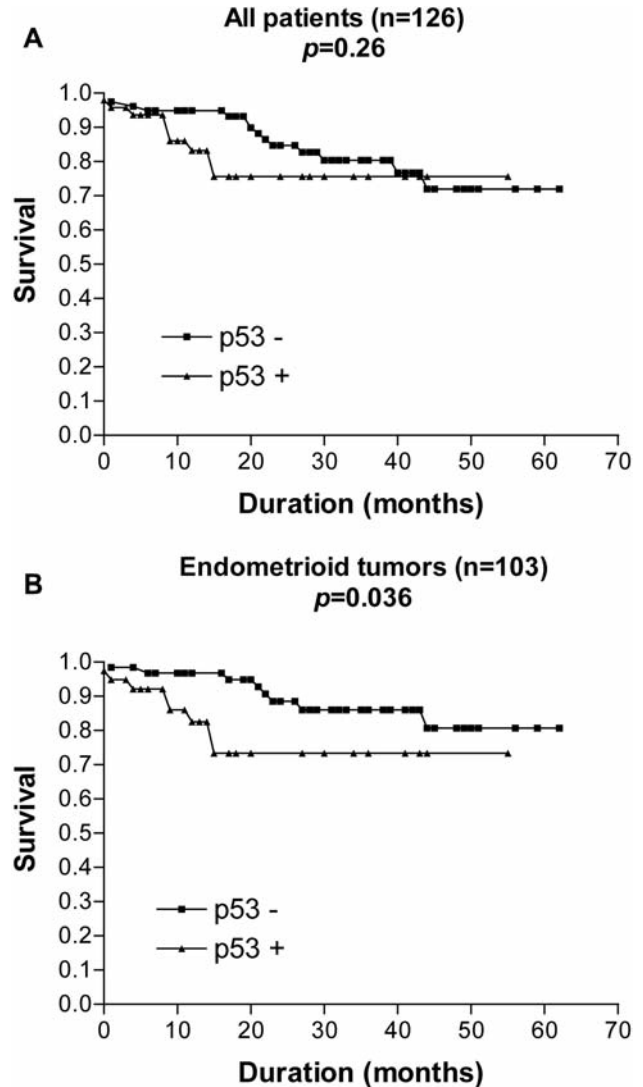 A
All patients (n=126)
p=0.26
1.0
0.9
0.8
0.7
0.6
0.5
0.4
0.3
0.2
0.1
0.0
Survival
p53 -
p53 +
0 10 20 30 40 50 60 70
Duration (months)
B
Endometrioid tumors (n=103)
p=0.036
1.0
0.9
0.8
0.7
0.6
0.5
0.4
0.3
0.2
0.1
0.0
Survival
p53 -
p53 +
0 10 20 30 40 50 60 70
Duration (months)